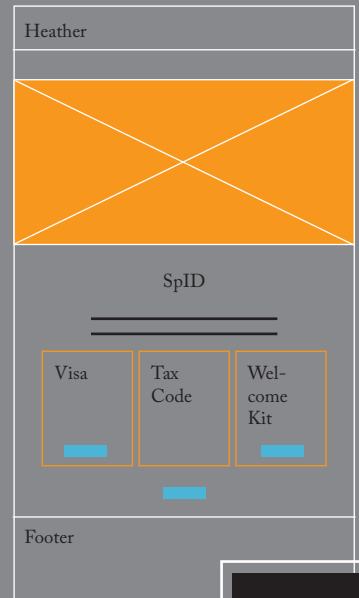 Heather
SpID
Visa
Tax
Code
Wel-
come
Kit
Footer